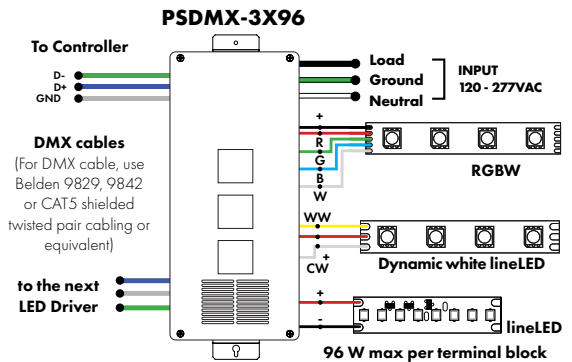 PSDMX-3X96
To Controller
D-
D+
GND
DMX cables
(For DMX cable, use
Belden 9829, 9842
or CAT5 shielded
twisted pair cabling or
equivalent)
to the next
LED Driver
Load
Ground
Neutral
INPUT
120 - 277VAC
+
R
G
B
W
RGBW
WW
+
CW
Dynamic white lineLED
+
-
lineLED
96 W max per terminal block